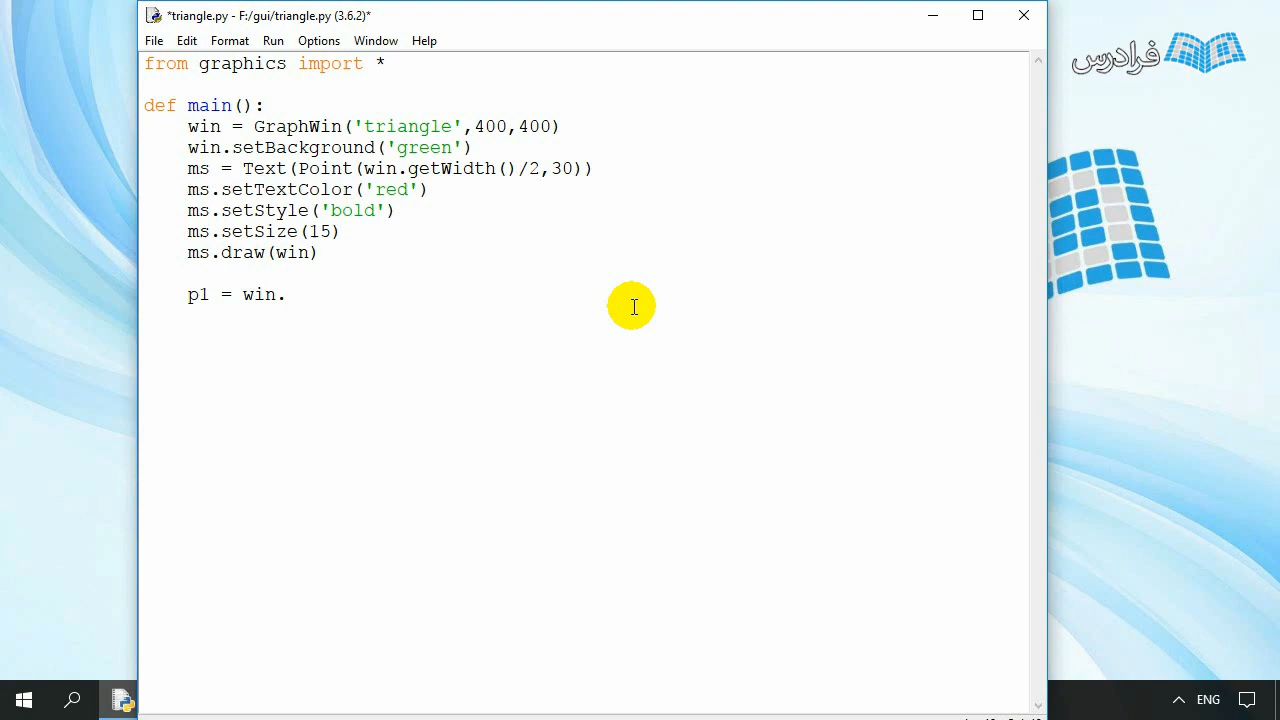 *triangle.py - F:/gui/triangle.py (3.6.2)*
File Edit Format Run Options Window Help
from graphics import *
def main():
    win = GraphWin('triangle',400,400)
    win.setBackground('green')
    ms = Text(Point(win.getWidth()/2,30))
    ms.setTextColor('red')
    ms.setStyle('bold')
    ms.setSize(15)
    ms.draw(win)
    p1 = win.
فرادرس
ENG